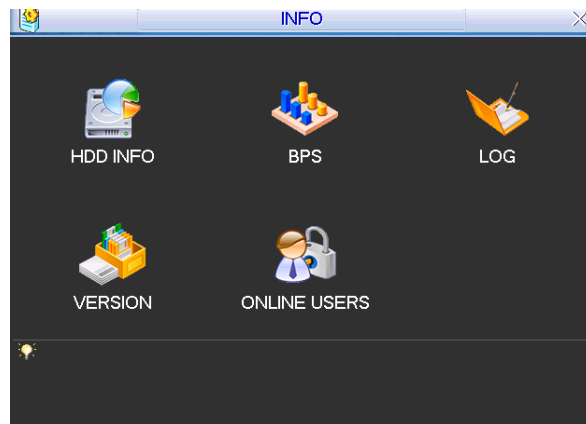 INFO
HDD INFO
BPS
LOG
VERSION
ONLINE USERS